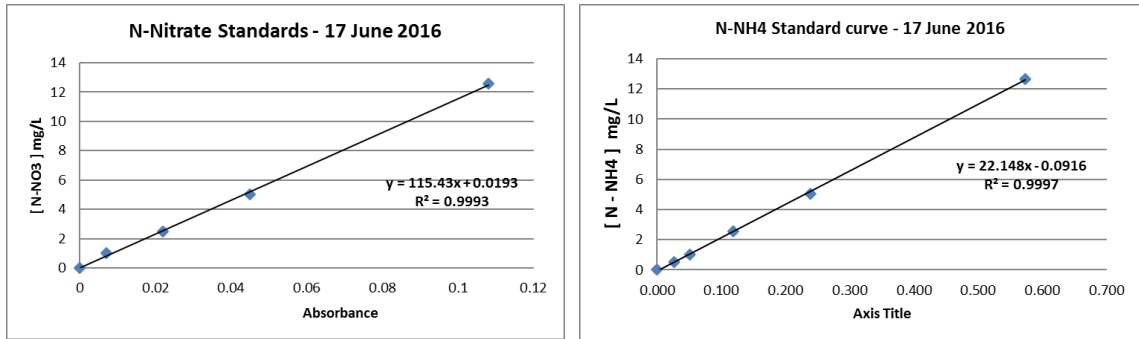 N-Nitrate Standards - 17 June 2016
[ N-NO3 ] mg/L
14
12
10
8
6
4
2
0
y = 115.43x + 0.0193
R² = 0.9993
0 0.02 0.04 0.06 0.08 0.1 0.12
Absorbance
N-NH4 Standard curve - 17 June 2016
[ N - NH4 ] mg/L
14
12
10
8
6
4
2
0
y = 22.148x - 0.0916
R² = 0.9997
0.000 0.100 0.200 0.300 0.400 0.500 0.600 0.700
Axis Title